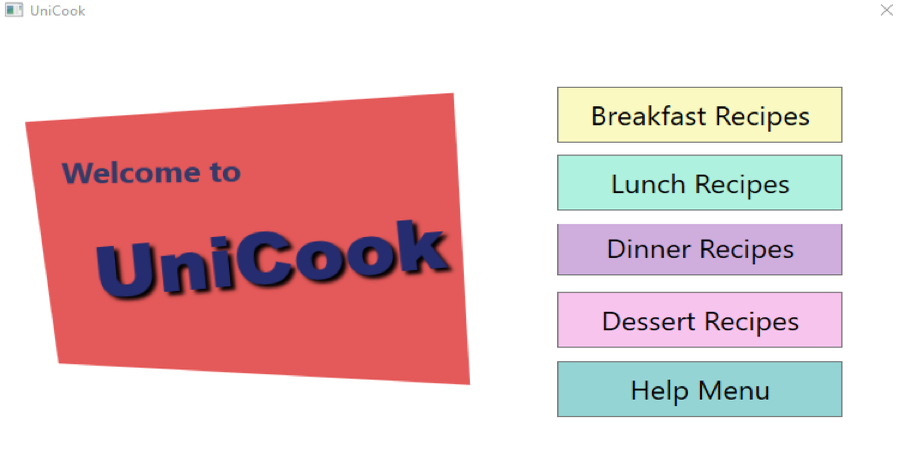 UniCook
Welcome to
UniCook
Breakfast Recipes
Lunch Recipes
Dinner Recipes
Dessert Recipes
Help Menu